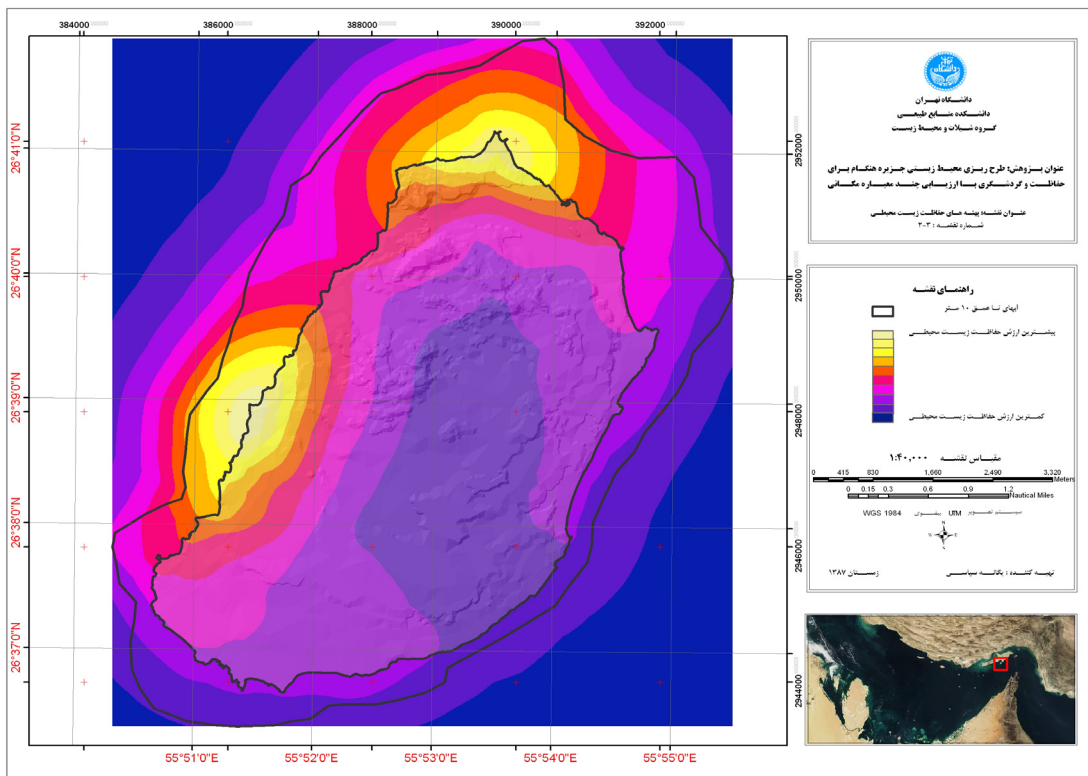 384000 386000 388000 390000 392000
26°41'0"N
26°40'0"N
26°39'0"N
26°38'0"N
26°37'0"N
2952000
2950000
2948000
2946000
2944000
55°51'0"E 55°52'0"E 55°53'0"E 55°54'0"E 55°55'0"E
دانشگاه تهران
دانشکده منابع طبیعی
گروه شیلات و محیط زیست
عنوان پژوهش: طرح ریزی محیط زیستی جزیره هنگام برای
حفاظت و گردشگری با ارزیابی چند معیاره مکانی
عنوان نقشه: پهنه های حفاظت زیست محیطی
شماره نقشه : ۳-۲
راهنمای نقشه
آبهای تا عمق ۱۰ متر
بیشترین ارزش حفاظت زیست محیطی
کمترین ارزش حفاظت زیست محیطی
مقیاس نقشه ۱:۴۰,۰۰۰
0 415 830 1,660 2,490 3,320
Meters
0 0.15 0.3 0.6 0.9 1.2
Nautical Miles
سیستم تصویر UTM بیضوی WGS 1984
N
W E
S
تهیه کننده : یگانه سیاسی زمستان ۱۳۸۷